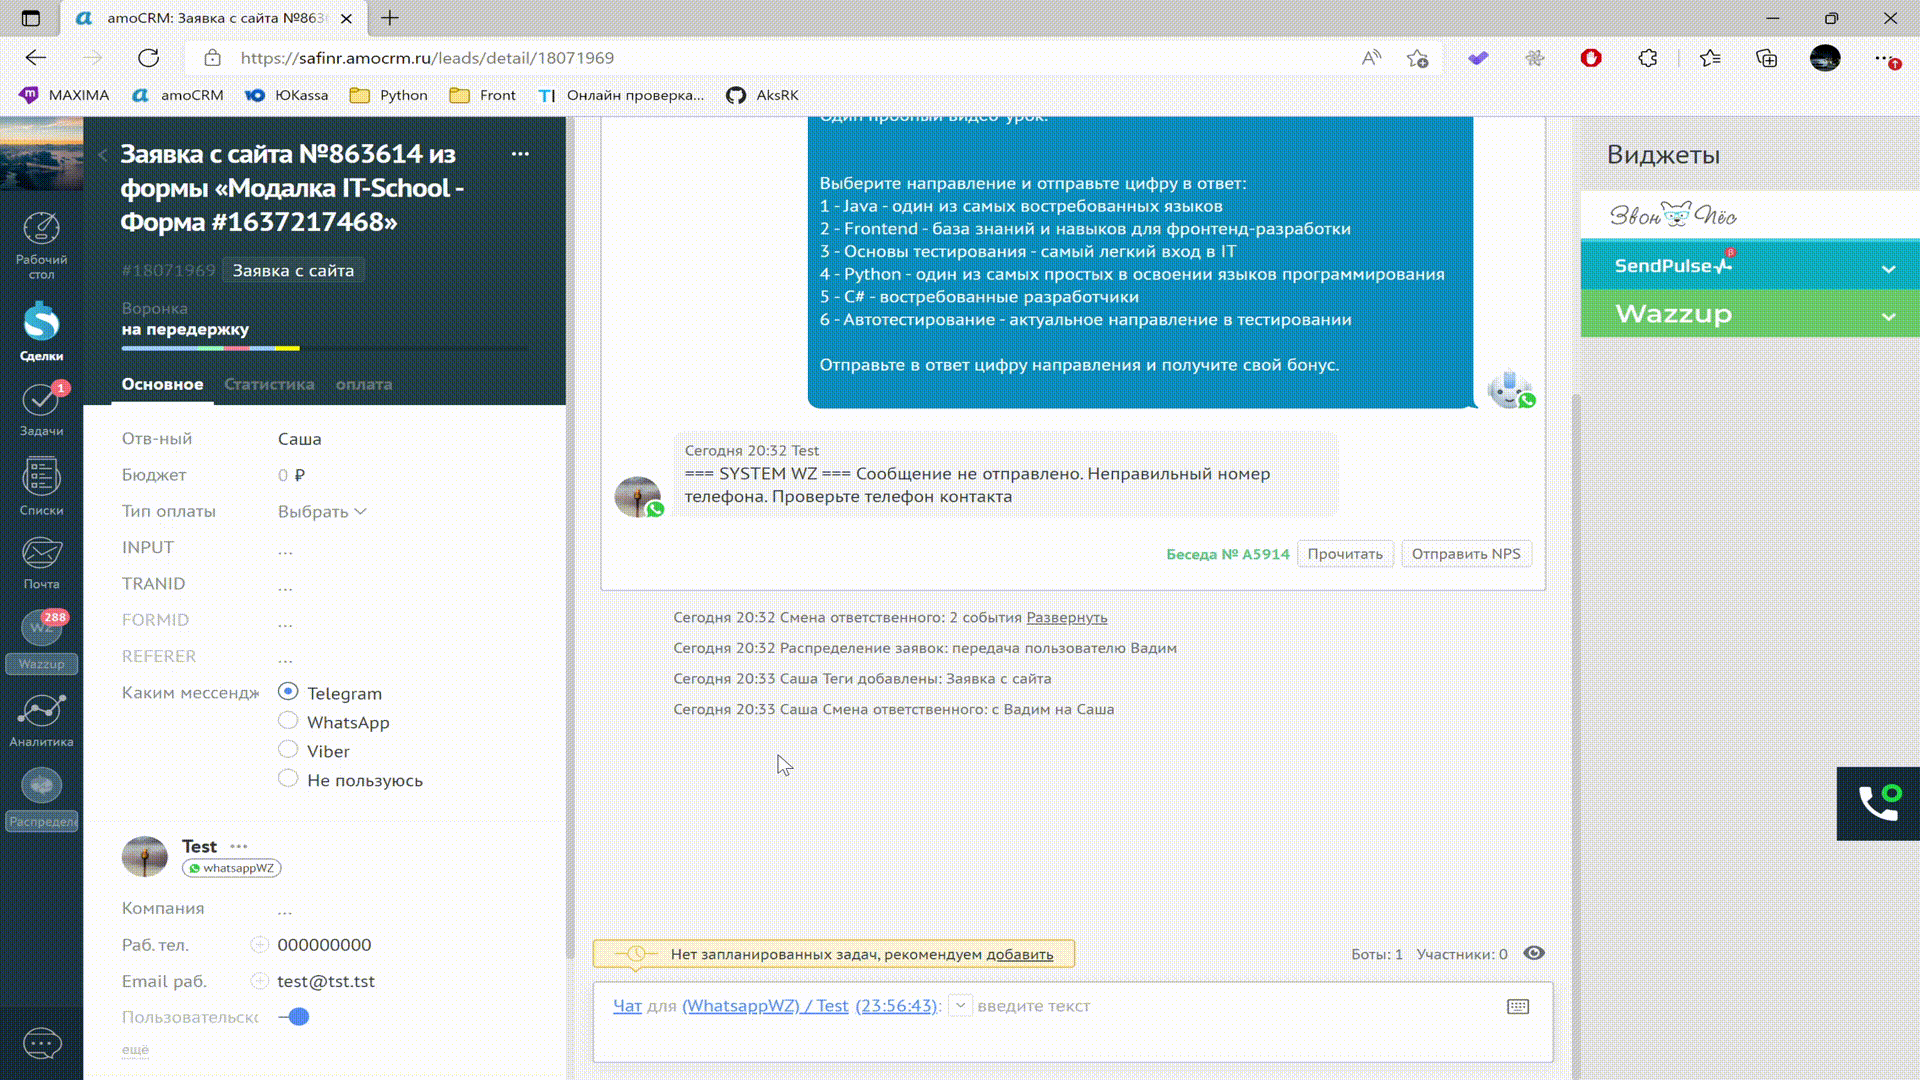 amoCRM: Заявка с сайта №863
https://safinr.amocrm.ru/leads/detail/18071969
MAXIMA
amoCRM
ЮKassa
Python
Front
TI
Онлайн проверка...
AksRK
Рабочий
стол
Сделки
1
Задачи
Списки
Почта
288
WZ
Wazzup
Аналитика
Распредел
Заявка с сайта №863614 из
формы «Модалка IT-School -
Форма #1637217468»
#18071969 Заявка с сайта
Воронка
на передержку
Основное Статистика оплата
Отв-ный Саша
Бюджет 0 ₽
Тип оплаты Выбрать
INPUT ...
TRANID ...
FORMID ...
REFERER ...
Каким мессендж
Telegram
WhatsApp
Viber
Не пользуюсь
Test ...
whatsappWZ
Компания ...
Раб. тел. 000000000
Email раб. test@tst.tst
Пользовательск
ещё
Один пробный видео-урок.
Выберите направление и отправьте цифру в ответ:
1 - Java - один из самых востребованных языков
2 - Frontend - база знаний и навыков для фронтенд-разработки
3 - Основы тестирования - самый легкий вход в IT
4 - Python - один из самых простых в освоении языков программирования
5 - C# - востребованные разработчики
6 - Автотестирование - актуальное направление в тестировании
Отправьте в ответ цифру направления и получите свой бонус.
Сегодня 20:32 Test
=== SYSTEM WZ === Сообщение не отправлено. Неправильный номер
телефона. Проверьте телефон контакта
Беседа № A5914 Прочитать Отправить NPS
Сегодня 20:32 Смена ответственного: 2 события Развернуть
Сегодня 20:32 Распределение заявок: передача пользователю Вадим
Сегодня 20:33 Саша Теги добавлены: Заявка с сайта
Сегодня 20:33 Саша Смена ответственного: с Вадим на Саша
Нет запланированных задач, рекомендуем добавить
Боты: 1 Участники: 0
Чат для (WhatsappWZ) / Test (23:56:43): введите текст
Виджеты
Звон Пёс
SendPulse
Wazzup